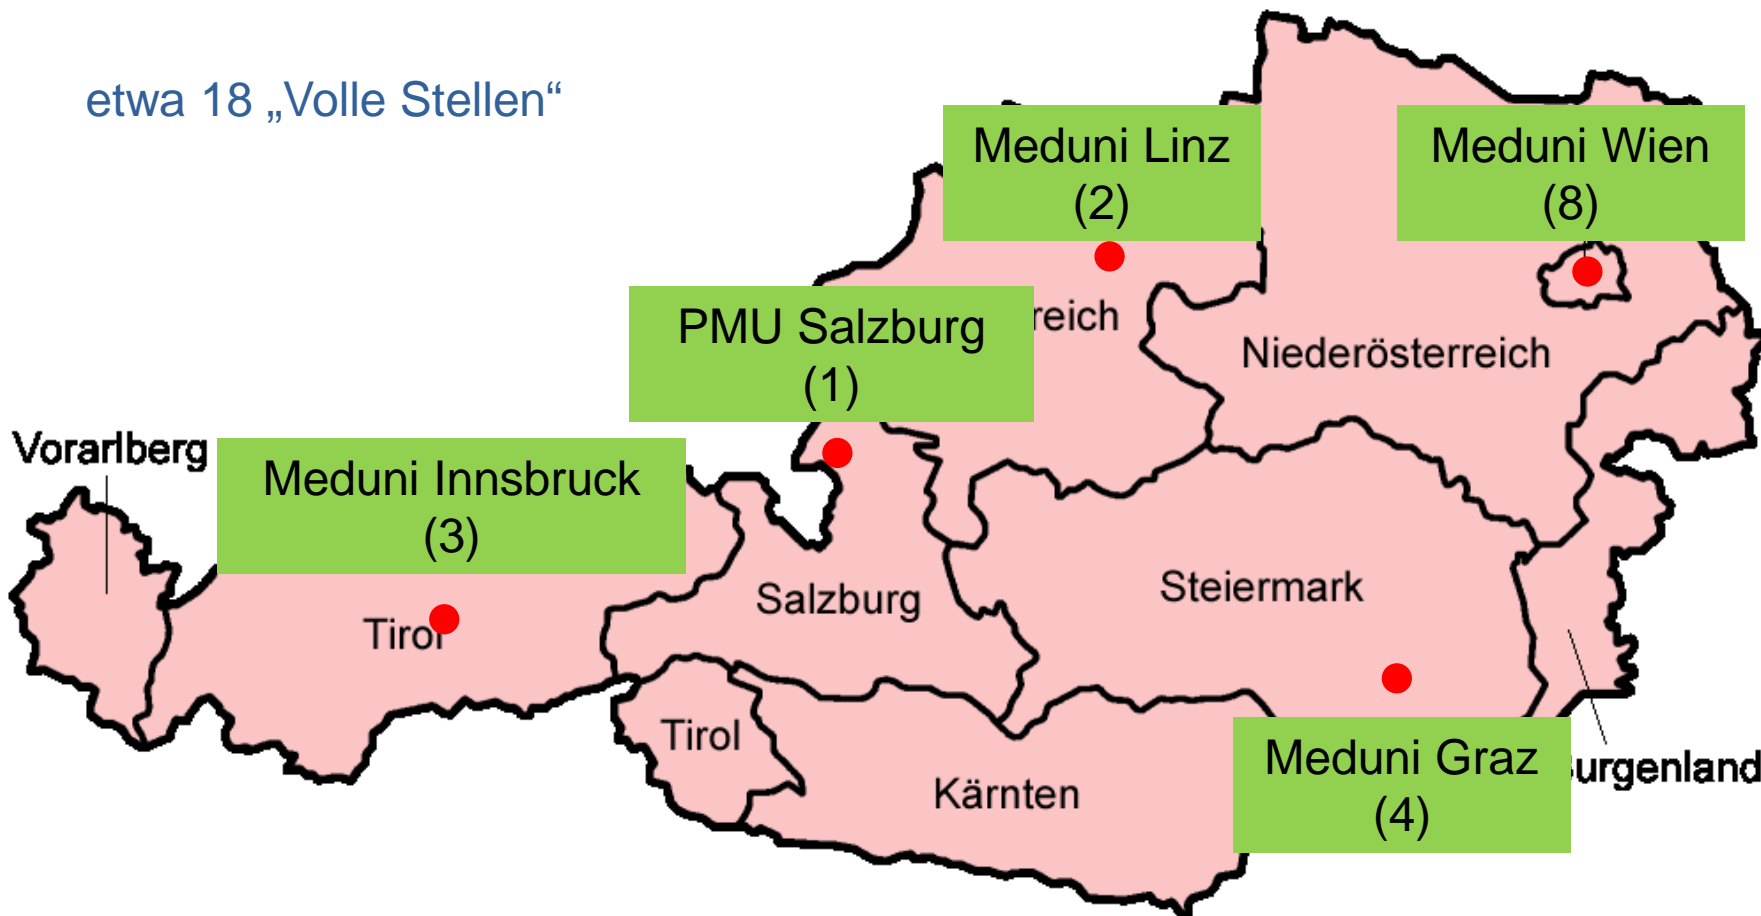 etwa 18 „Volle Stellen“
Meduni Linz
(2)
Meduni Wien
(8)
PMU Salzburg
(1)
reich
Niederösterreich
Vorarlberg
Meduni Innsbruck
(3)
Salzburg
Steiermark
Tirol
Tirol
Kärnten
Meduni Graz
(4)
urgenland